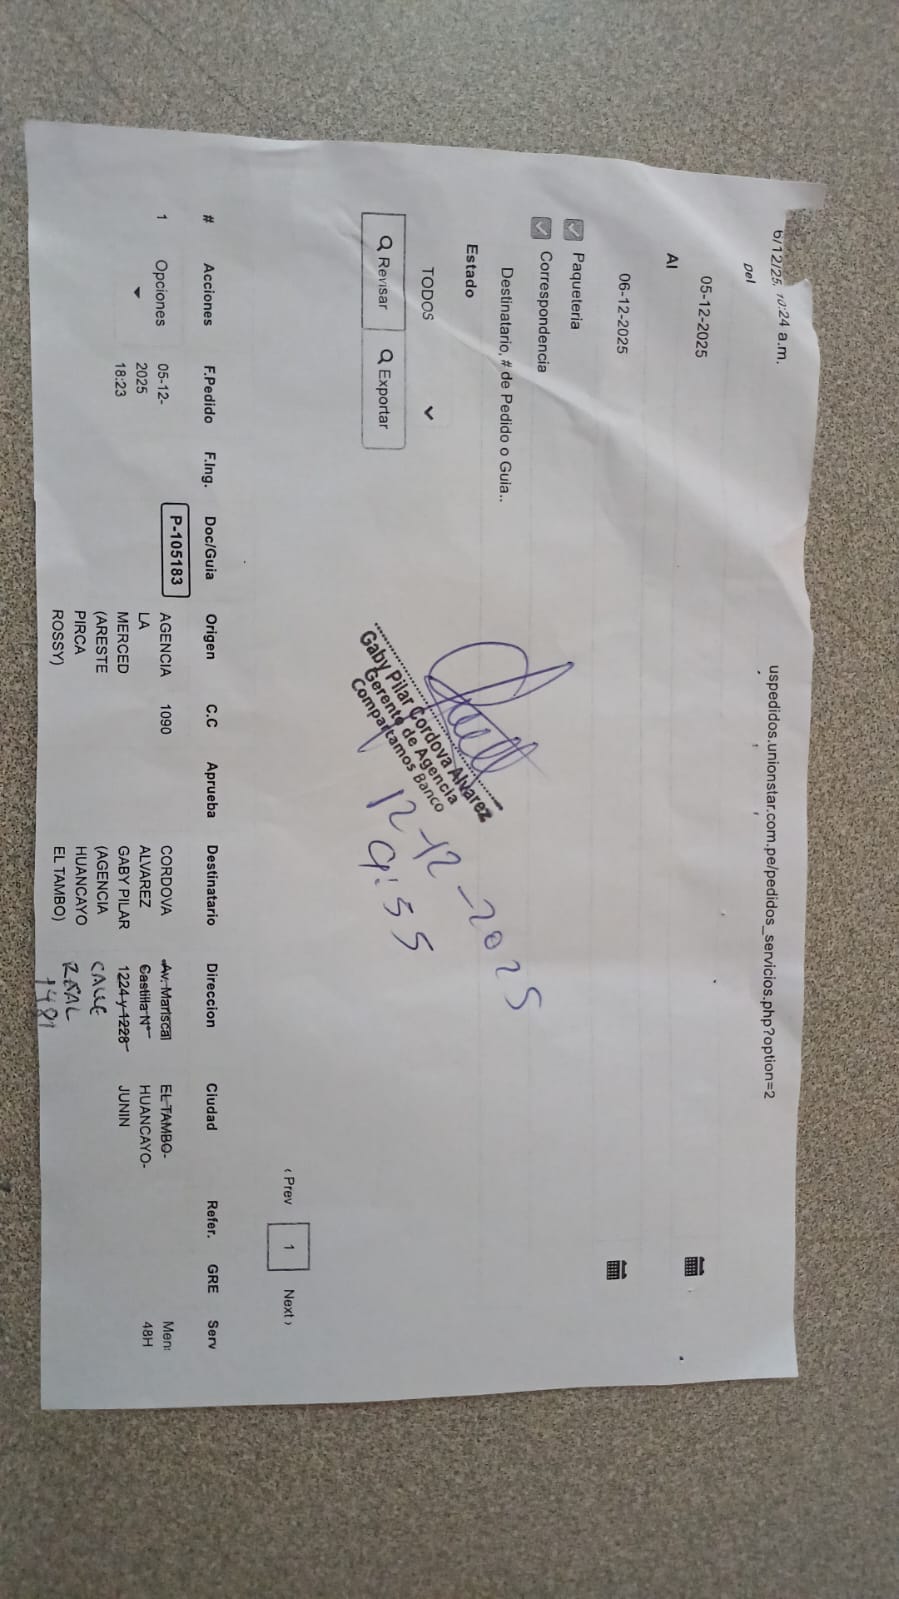 6/12/25, 10:24 a.m.
uspedidos.unionstar.com.pe/pedidos_servicios.php?option=2
Del
05-12-2025
Al
06-12-2025
Paqueteria
Correspondencia
Destinatario, # de Pedido o Guia..
Estado
TODOS
Revisar
Exportar
Gaby Pilar Cordova Alvarez
Gerente de Agencia
Compartamos Banco
12-12-2025
9:55
‹ Prev 1 Next ›
# Acciones F.Pedido F.Ing. Doc/Guia Origen C.C Aprueba Destinatario Direccion Ciudad Refer. GRE Serv
1 Opciones 05-12- P-105183 AGENCIA 1090 CORDOVA Av. Mariscal EL TAMBO-
2025 LA ALVAREZ Castilla N° HUANCAYO- 48H
18:23 MERCED GABY PILAR 1224 y 1228 JUNIN
(ARESTE (AGENCIA CALLE
PIRCA HUANCAYO REAL
ROSSY) EL TAMBO) 1481